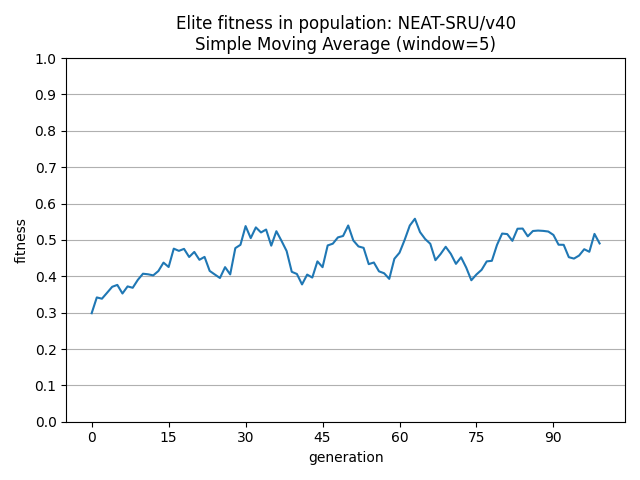 Elite fitness in population: NEAT-SRU/v40
Simple Moving Average (window=5)
1.0
0.9
0.8
0.7
0.6
0.5
0.4
0.3
0.2
0.1
0.0
fitness
0 15 30 45 60 75 90
generation